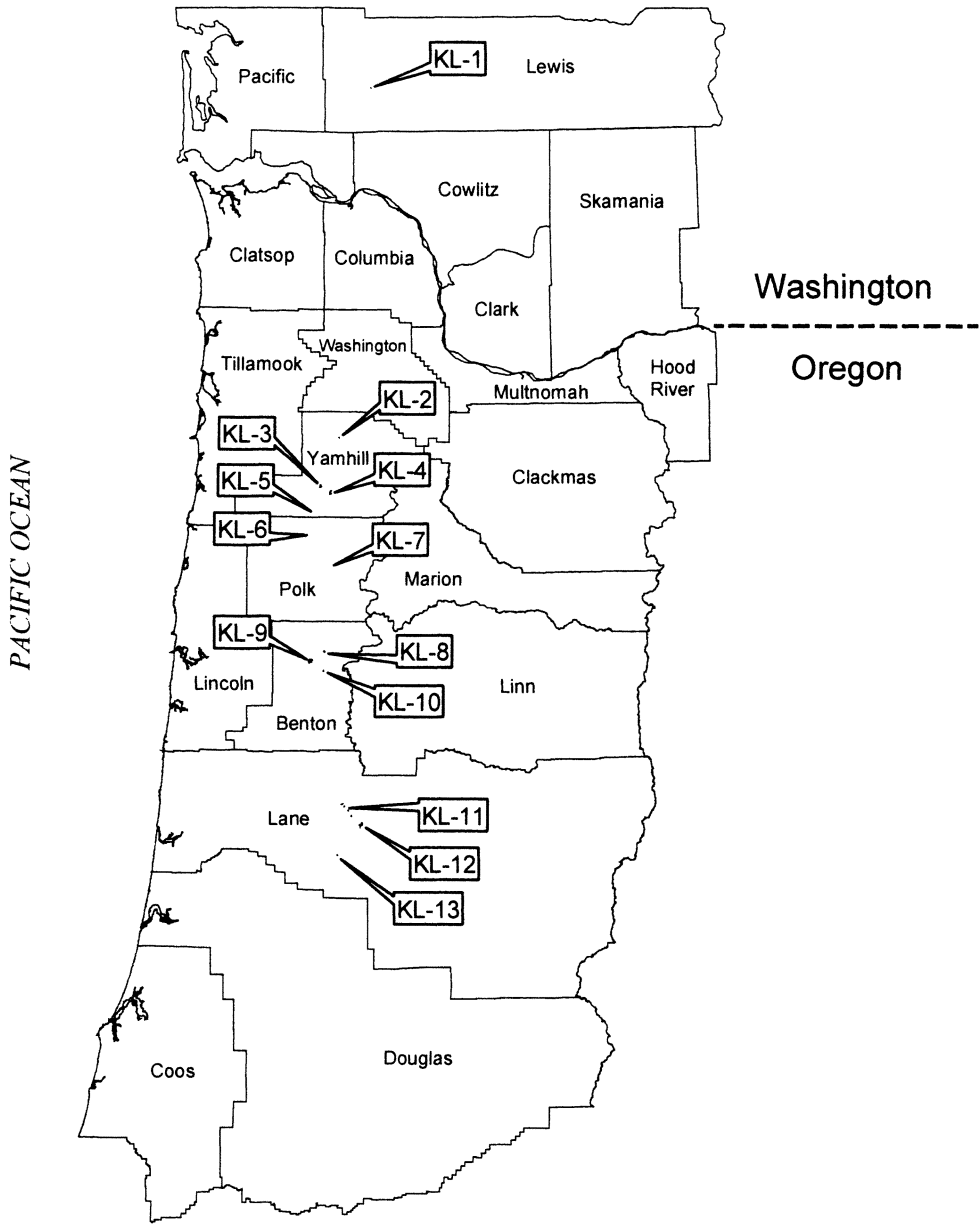 KL-1
Lewis
Pacific
Cowlitz
Skamania
Clatsop
Columbia
Washington
Clark
Oregon
Washington
Tillamook
Hood
River
Multnomah
KL-2
KL-3
Yamhill
KL-4
KL-5
Clackmas
KL-6
KL-7
PACIFIC OCEAN
Polk
Marion
KL-9
KL-8
Lincoln
Linn
KL-10
Benton
KL-11
Lane
KL-12
KL-13
Douglas
Coos